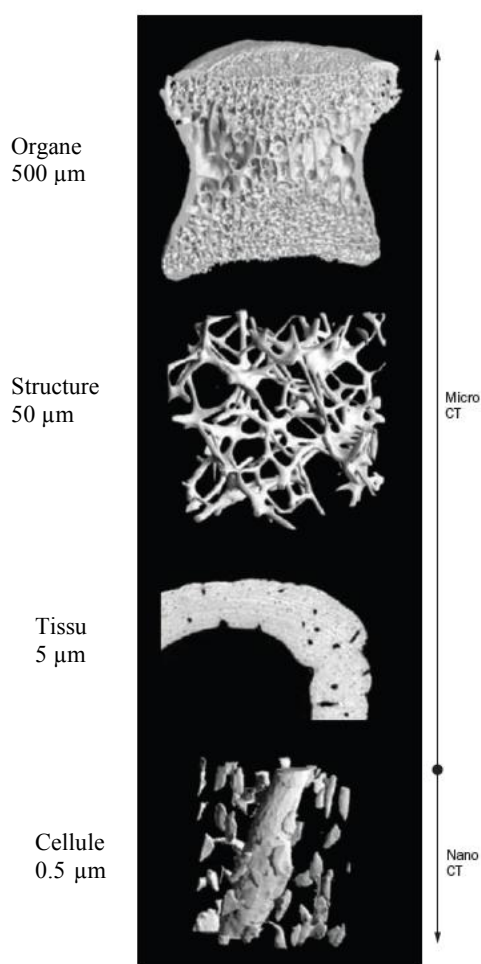 Organe
500 µm
Structure
50 µm
Micro
CT
Tissu
5 µm
Cellule
0.5 µm
Nano
CT